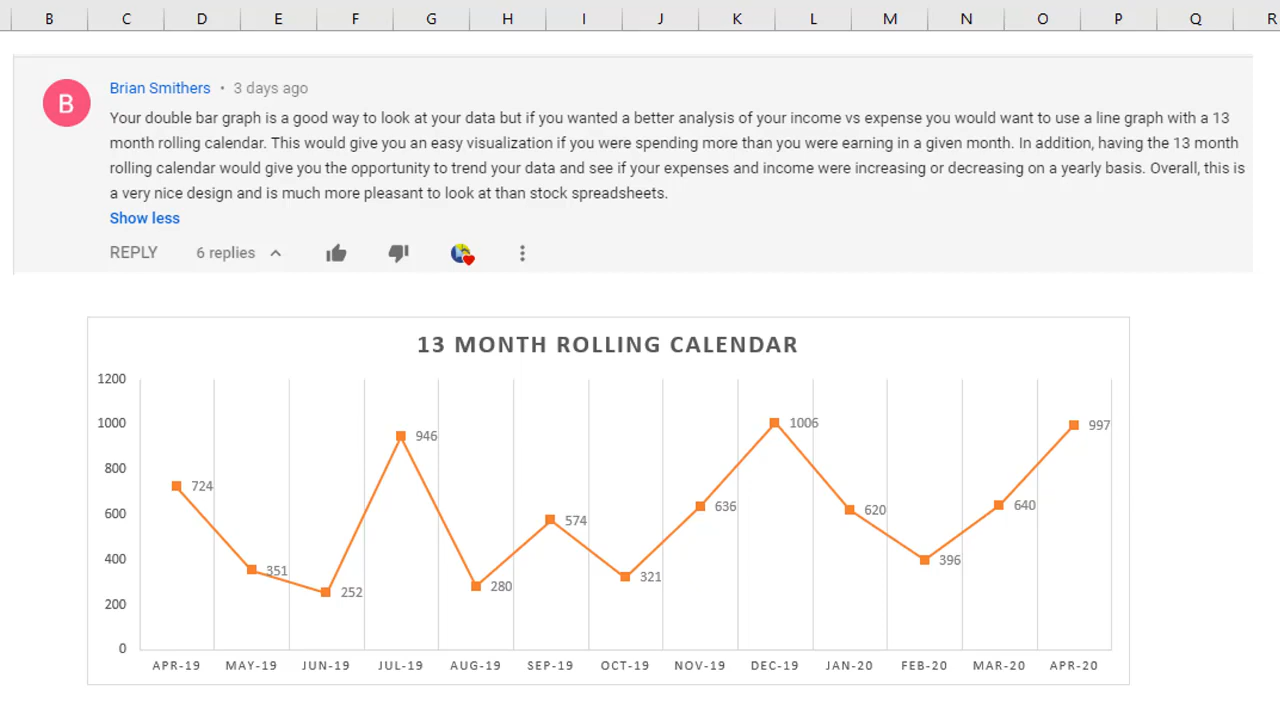 B C D E F G H I J K L M N O P Q R
Brian Smithers • 3 days ago
B
Your double bar graph is a good way to look at your data but if you wanted a better analysis of your income vs expense you would want to use a line graph with a 13
month rolling calendar. This would give you an easy visualization if you were spending more than you were earning in a given month. In addition, having the 13 month
rolling calendar would give you the opportunity to trend your data and see if your expenses and income were increasing or decreasing on a yearly basis. Overall, this is
a very nice design and is much more pleasant to look at than stock spreadsheets.
Show less
REPLY 6 replies
13 MONTH ROLLING CALENDAR
1200
1000
800
600
400
200
0
724
351
252
946
280
574
321
636
1006
620
396
640
997
APR-19 MAY-19 JUN-19 JUL-19 AUG-19 SEP-19 OCT-19 NOV-19 DEC-19 JAN-20 FEB-20 MAR-20 APR-20